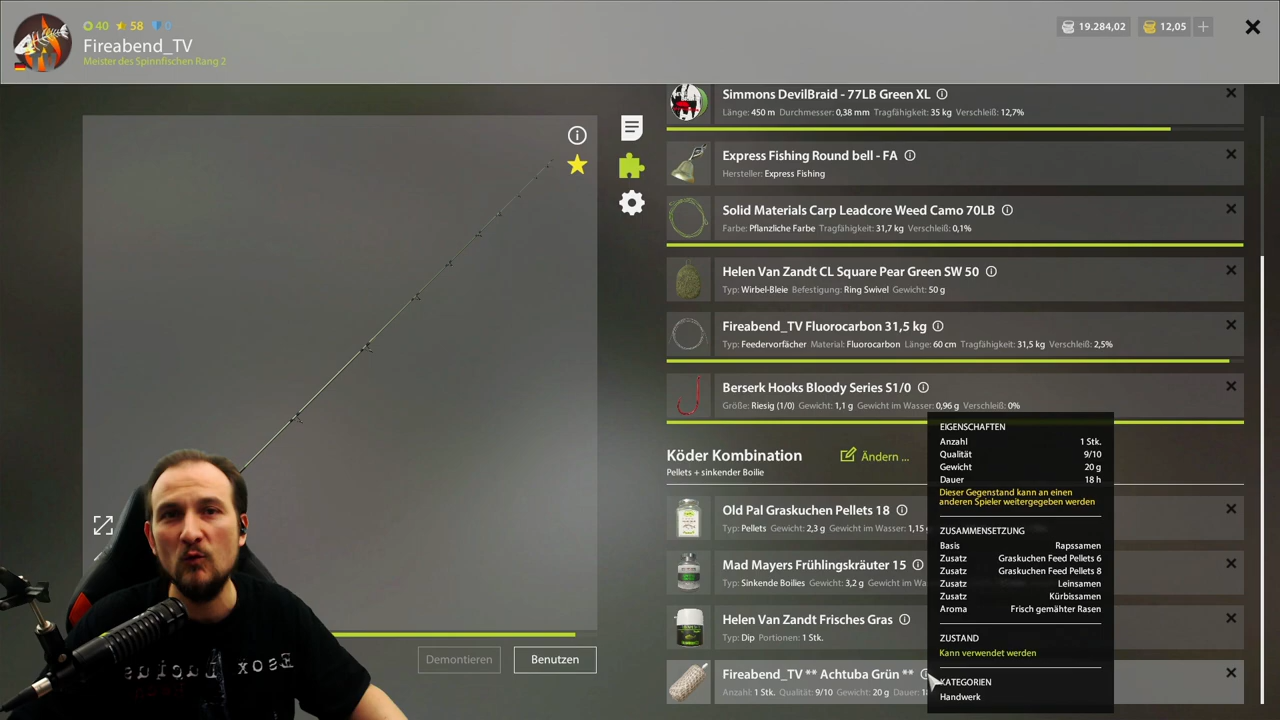 40 58 0
Fireabend_TV
Meister des Spinnfischen Rang 2
19.284,02 12,05
Simmons DevilBraid - 77LB Green XL
Länge: 450 m Durchmesser: 0,38 mm Tragfähigkeit: 35 kg Verschleiß: 12,7%
Express Fishing Round bell - FA
Hersteller: Express Fishing
Solid Materials Carp Leadcore Weed Camo 70LB
Farbe: Pflanzliche Farbe Tragfähigkeit: 31,7 kg Verschleiß: 0,1%
Helen Van Zandt CL Square Pear Green SW 50
Typ: Wirbel-Bleie Befestigung: Ring Swivel Gewicht: 50 g
Fireabend_TV Fluorocarbon 31,5 kg
Typ: Feedervorfächer Material: Fluorocarbon Länge: 60 cm Tragfähigkeit: 31,5 kg Verschleiß: 2,5%
Berserk Hooks Bloody Series S1/0
Größe: Riesig (1/0) Gewicht: 1,1 g Gewicht im Wasser: 0,96 g Verschleiß: 0%
Köder Kombination Ändern ...
Pellets + sinkender Boilie
Old Pal Graskuchen Pellets 18
Typ: Pellets Gewicht: 2,3 g Gewicht im Wasser: 1,15
Mad Mayers Frühlingskräuter 15
Typ: Sinkende Boilies Gewicht: 3,2 g Gewicht im
Helen Van Zandt Frisches Gras
Typ: Dip Portionen: 1 Stk.
Fireabend_TV ** Achtuba Grün **
Anzahl: 1 Stk. Qualität: 9/10 Gewicht: 20 g Dauer:
EIGENSCHAFTEN
Anzahl 1 Stk.
Qualität 9/10
Gewicht 20 g
Dauer 18 h
Dieser Gegenstand kann an einen
anderen Spieler weitergegeben werden
ZUSAMMENSETZUNG
Basis Rapssamen
Zusatz Graskuchen Feed Pellets 6
Zusatz Graskuchen Feed Pellets 8
Zusatz Leinsamen
Zusatz Kürbissamen
Aroma Frisch gemähter Rasen
ZUSTAND
Kann verwendet werden
KATEGORIEN
Handwerk
Demontieren
Benutzen
Esox Lucius